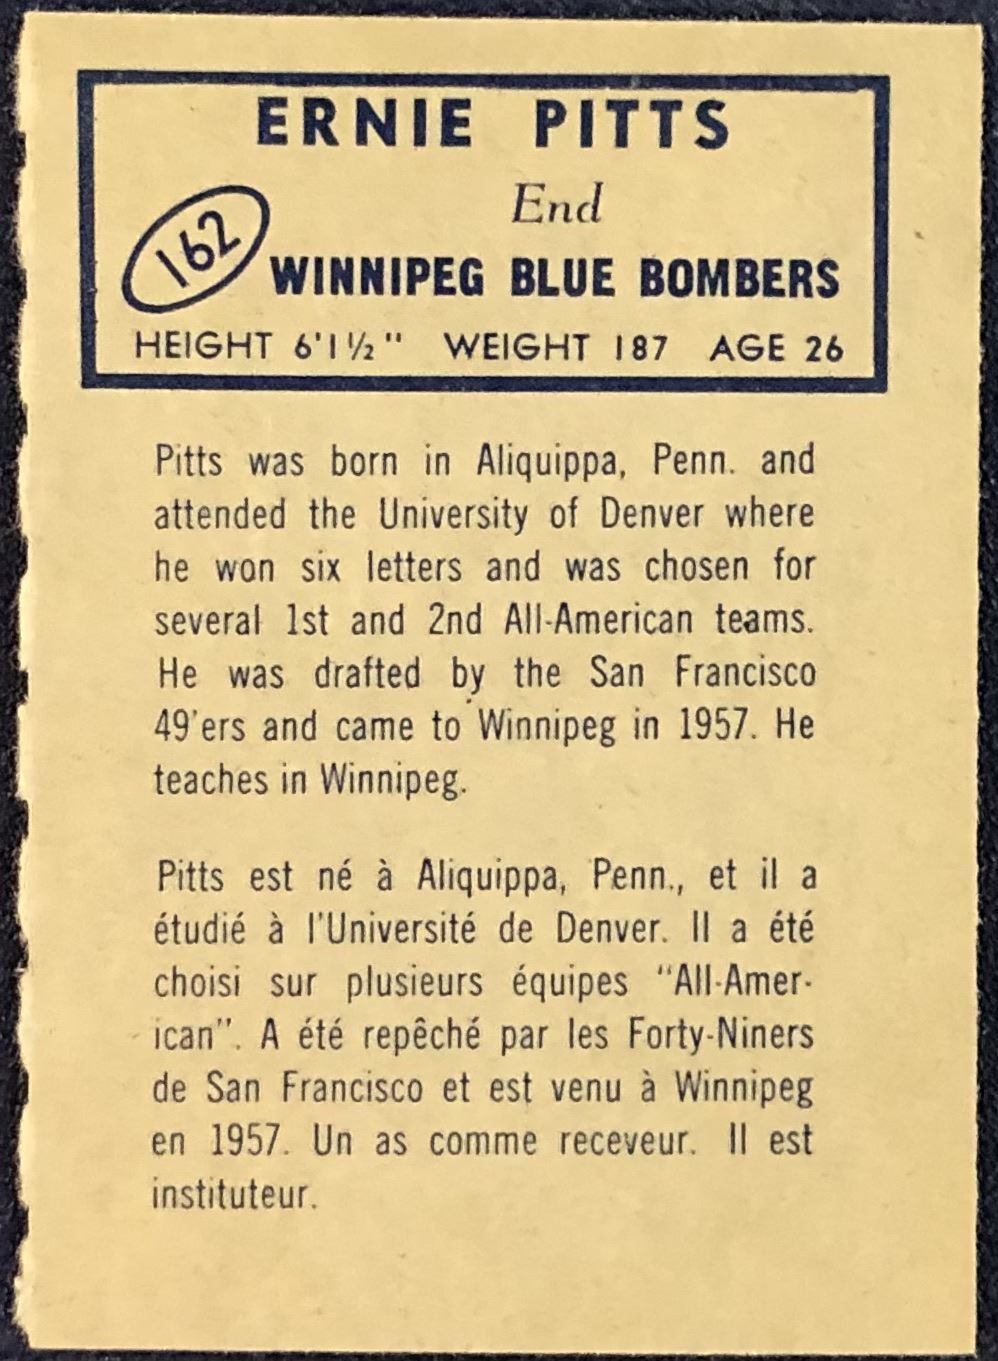 ERNIE PITTS
End
162
WINNIPEG BLUE BOMBERS
HEIGHT 6'1½" WEIGHT 187 AGE 26
Pitts was born in Aliquippa, Penn. and
attended the University of Denver where
he won six letters and was chosen for
several 1st and 2nd All-American teams.
He was drafted by the San Francisco
49'ers and came to Winnipeg in 1957. He
teaches in Winnipeg.
Pitts est né à Aliquippa, Penn., et il a
étudié à l'Université de Denver. Il a été
choisi sur plusieurs équipes "All-Amer-
ican". A été repêché par les Forty-Niners
de San Francisco et est venu à Winnipeg
en 1957. Un as comme receveur. Il est
instituteur.